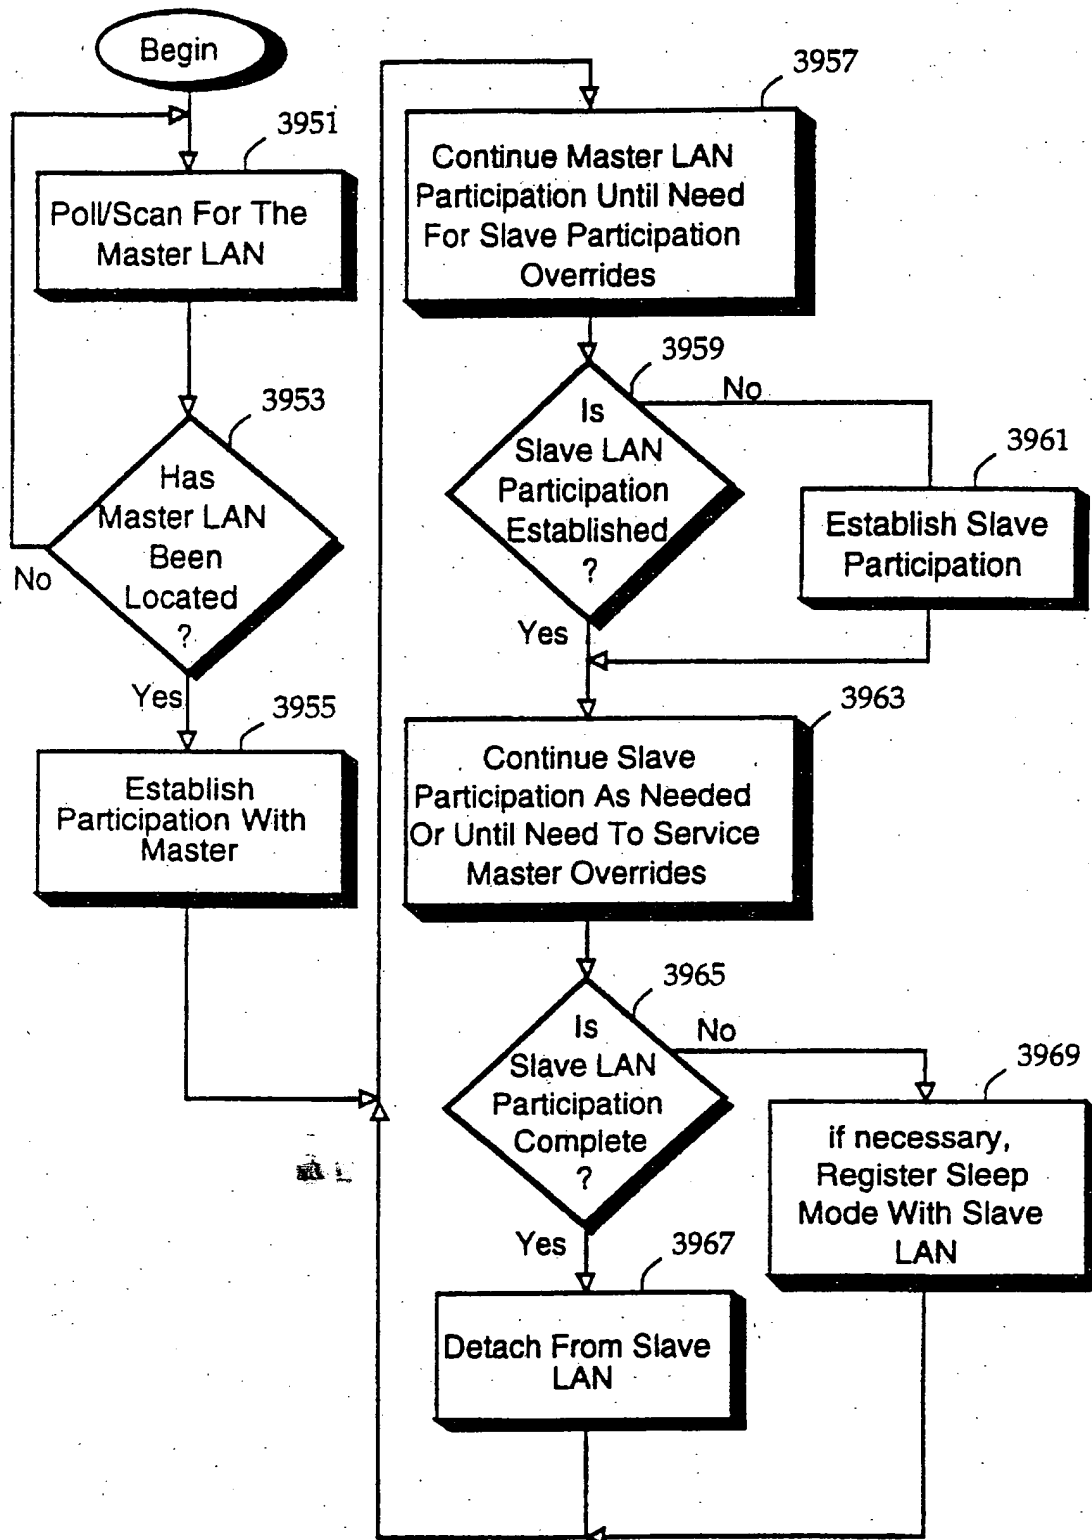 Begin
3951
Poll/Scan For The
Master LAN
3953
Has
Master LAN
Been
Located
?
No
Yes
3955
Establish
Participation With
Master
3957
Continue Master LAN
Participation Until Need
For Slave Participation
Overrides
3959
Is
Slave LAN
Participation
Established
?
No
Yes
3961
Establish Slave
Participation
3963
Continue Slave
Participation As Needed
Or Until Need To Service
Master Overrides
3965
Is
Slave LAN
Participation
Complete
?
No
Yes
3969
if necessary,
Register Sleep
Mode With Slave
LAN
3967
Detach From Slave
LAN